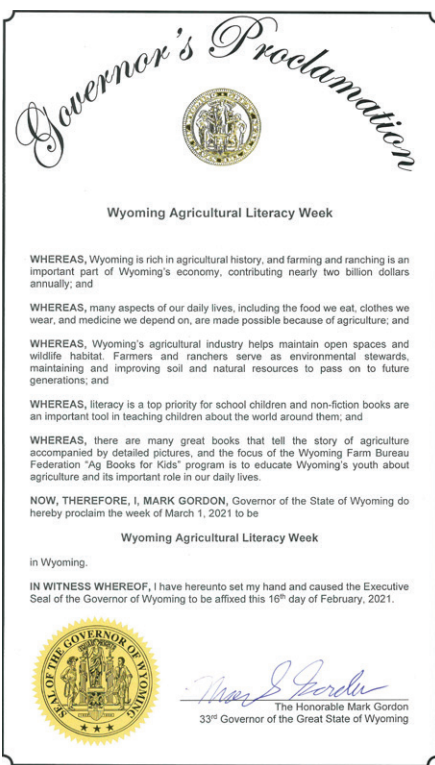 Governor's Proclamation
Wyoming Agricultural Literacy Week
WHEREAS, Wyoming is rich in agricultural history, and farming and ranching is an
important part of Wyoming's economy, contributing nearly two billion dollars
annually; and
WHEREAS, many aspects of our daily lives, including the food we eat, clothes we
wear, and medicine we depend on, are made possible because of agriculture; and
WHEREAS, Wyoming's agricultural industry helps maintain open spaces and
wildlife habitat. Farmers and ranchers serve as environmental stewards,
maintaining and improving soil and natural resources to pass on to future
generations; and
WHEREAS, literacy is a top priority for school children and non-fiction books are
an important tool in teaching children about the world around them; and
WHEREAS, there are many great books that tell the story of agriculture
accompanied by detailed pictures, and the focus of the Wyoming Farm Bureau
Federation "Ag Books for Kids" program is to educate Wyoming's youth about
agriculture and its important role in our daily lives.
NOW, THEREFORE, I, MARK GORDON, Governor of the State of Wyoming do
hereby proclaim the week of March 1, 2021 to be
Wyoming Agricultural Literacy Week
in Wyoming.
IN WITNESS WHEREOF, I have hereunto set my hand and caused the Executive
Seal of the Governor of Wyoming to be affixed this 16th day of February, 2021.
SEAL OF THE GOVERNOR OF WYOMING
The Honorable Mark Gordon
33rd Governor of the Great State of Wyoming